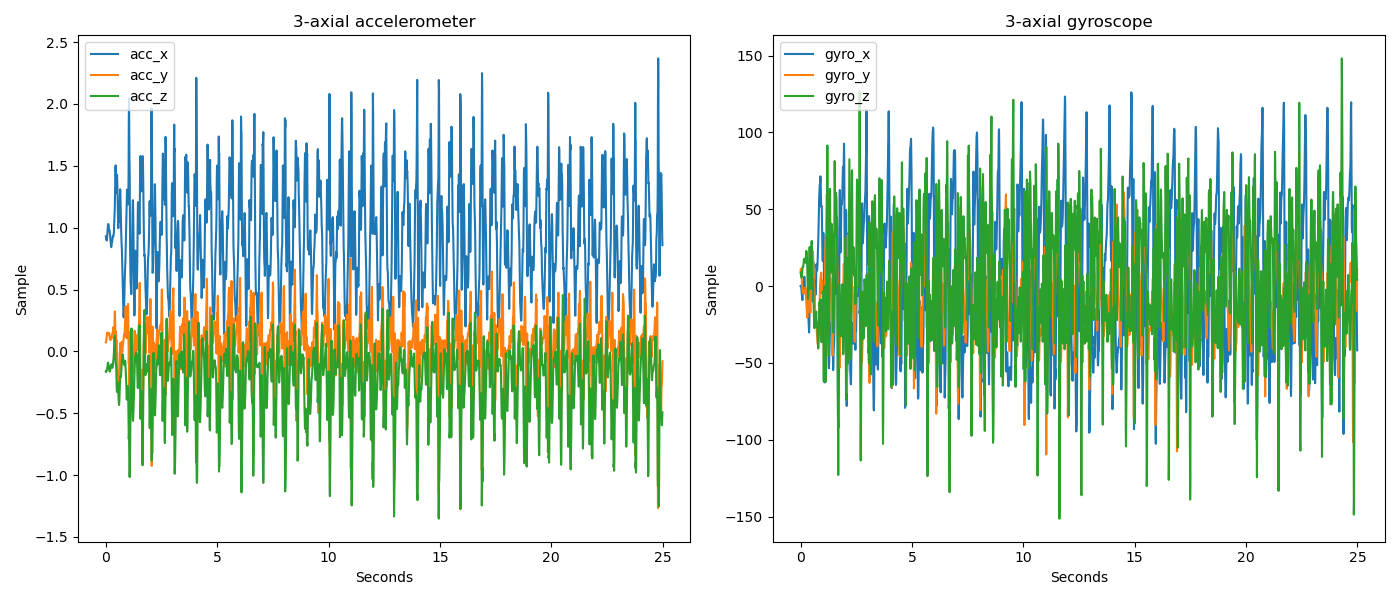 3-axial accelerometer
2.5
2.0
1.5
1.0
0.5
0.0
−0.5
−1.0
−1.5
Sample
acc_x
acc_y
acc_z
0 5 10 15 20 25
Seconds
3-axial gyroscope
150
100
50
0
−50
−100
−150
Sample
gyro_x
gyro_y
gyro_z
0 5 10 15 20 25
Seconds